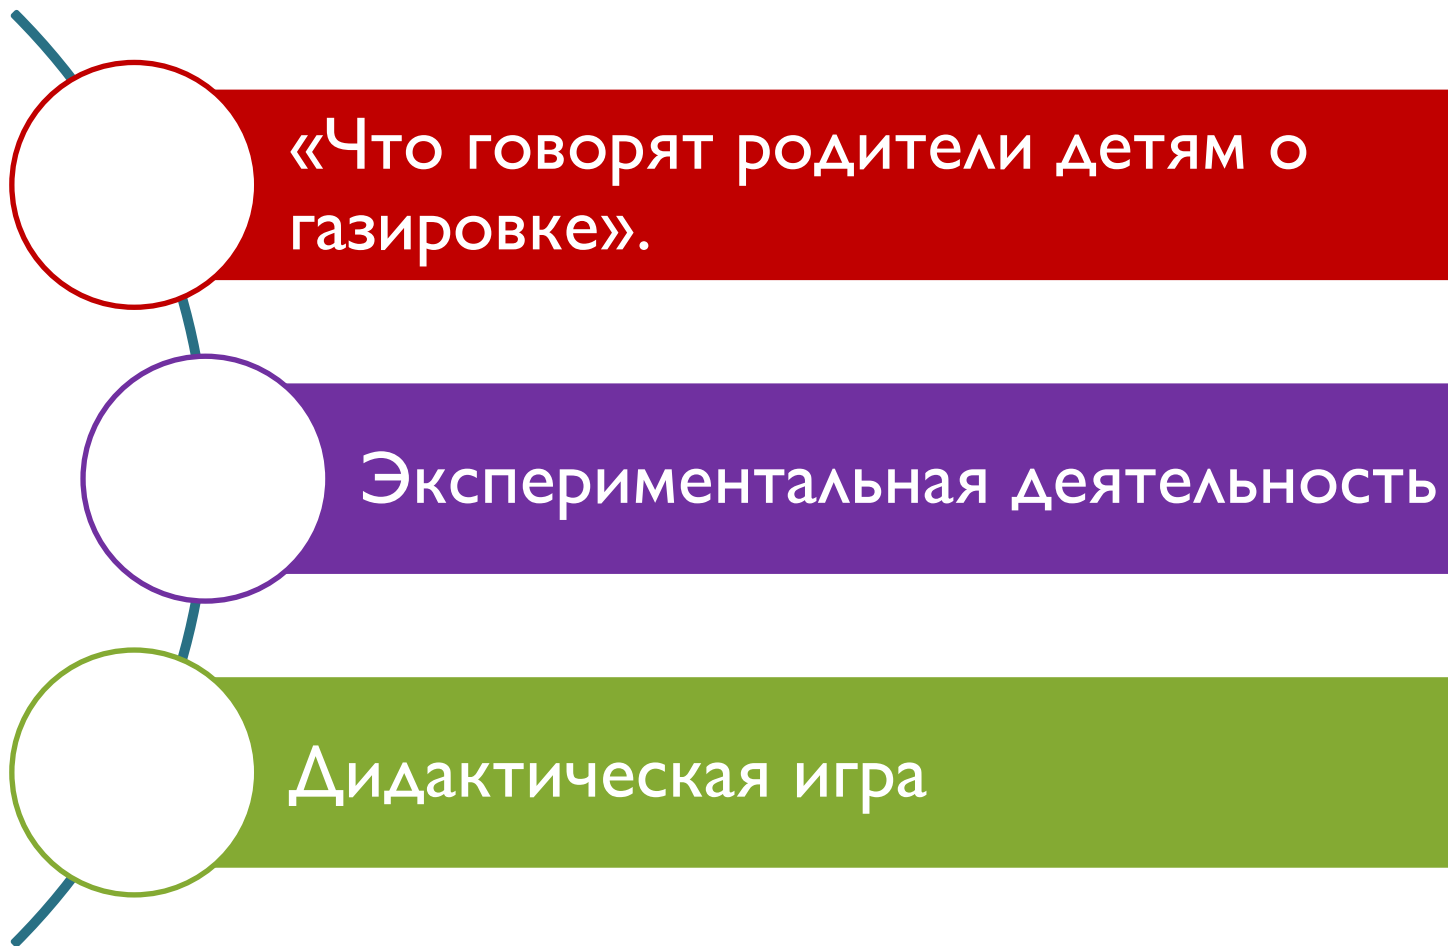 «Что говорят родители детям о
газировке».
Экспериментальная деятельность
Дидактическая игра